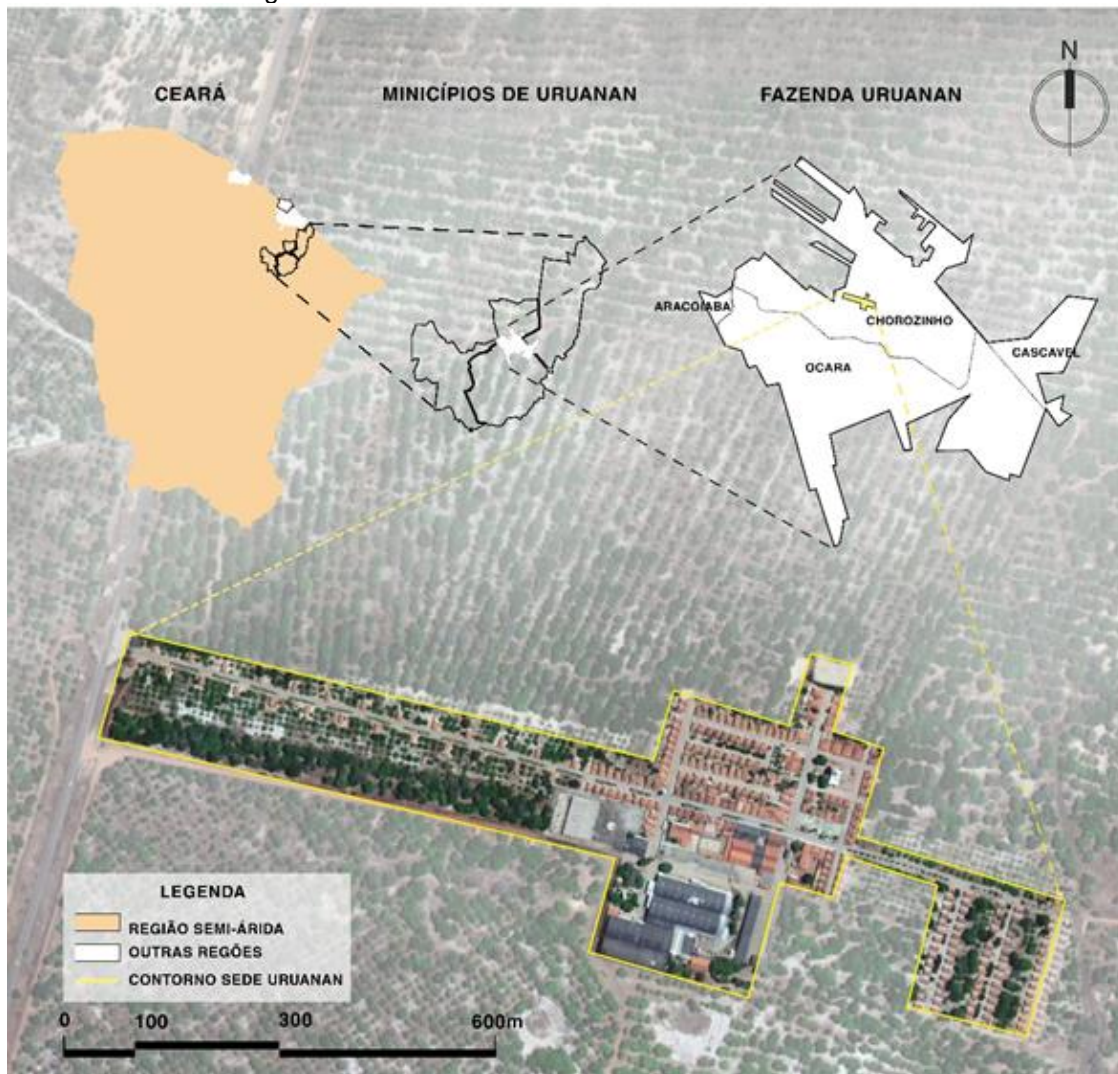 CEARÁ
MINICÍPIOS DE URUANAN
FAZENDA URUANAN
N
ARACOIABA
CHOROZINHO
CASCAVEL
OCARA
LEGENDA
REGIÃO SEMI-ÁRIDA
OUTRAS REGÕES
CONTORNO SEDE URUANAN
0 100 300 600m